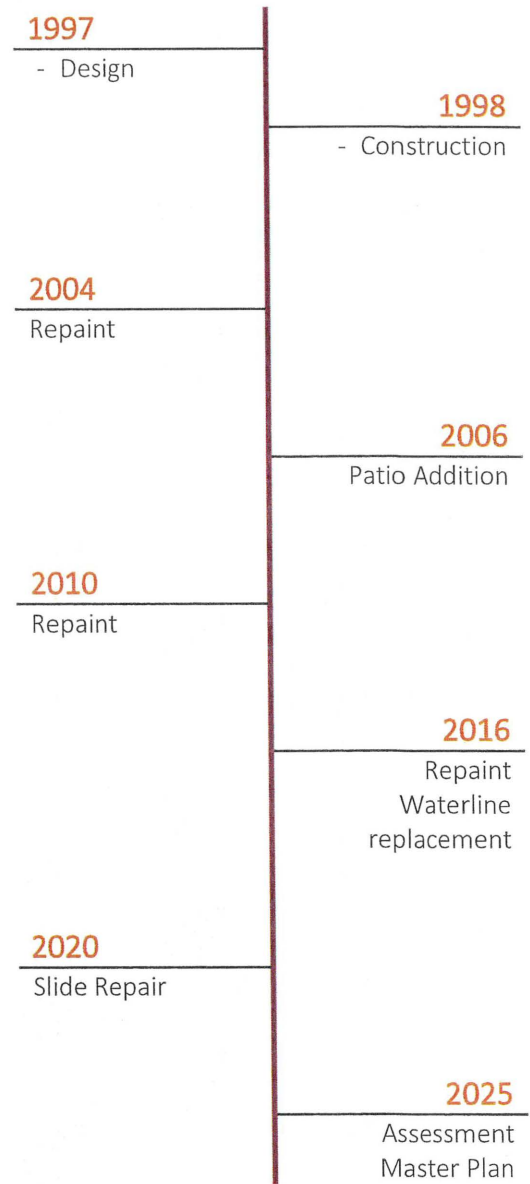 1997
- Design
1998
- Construction
2004
Repaint
2006
Patio Addition
2010
Repaint
2016
Repaint
Waterline
replacement
2020
Slide Repair
2025
Assessment
Master Plan